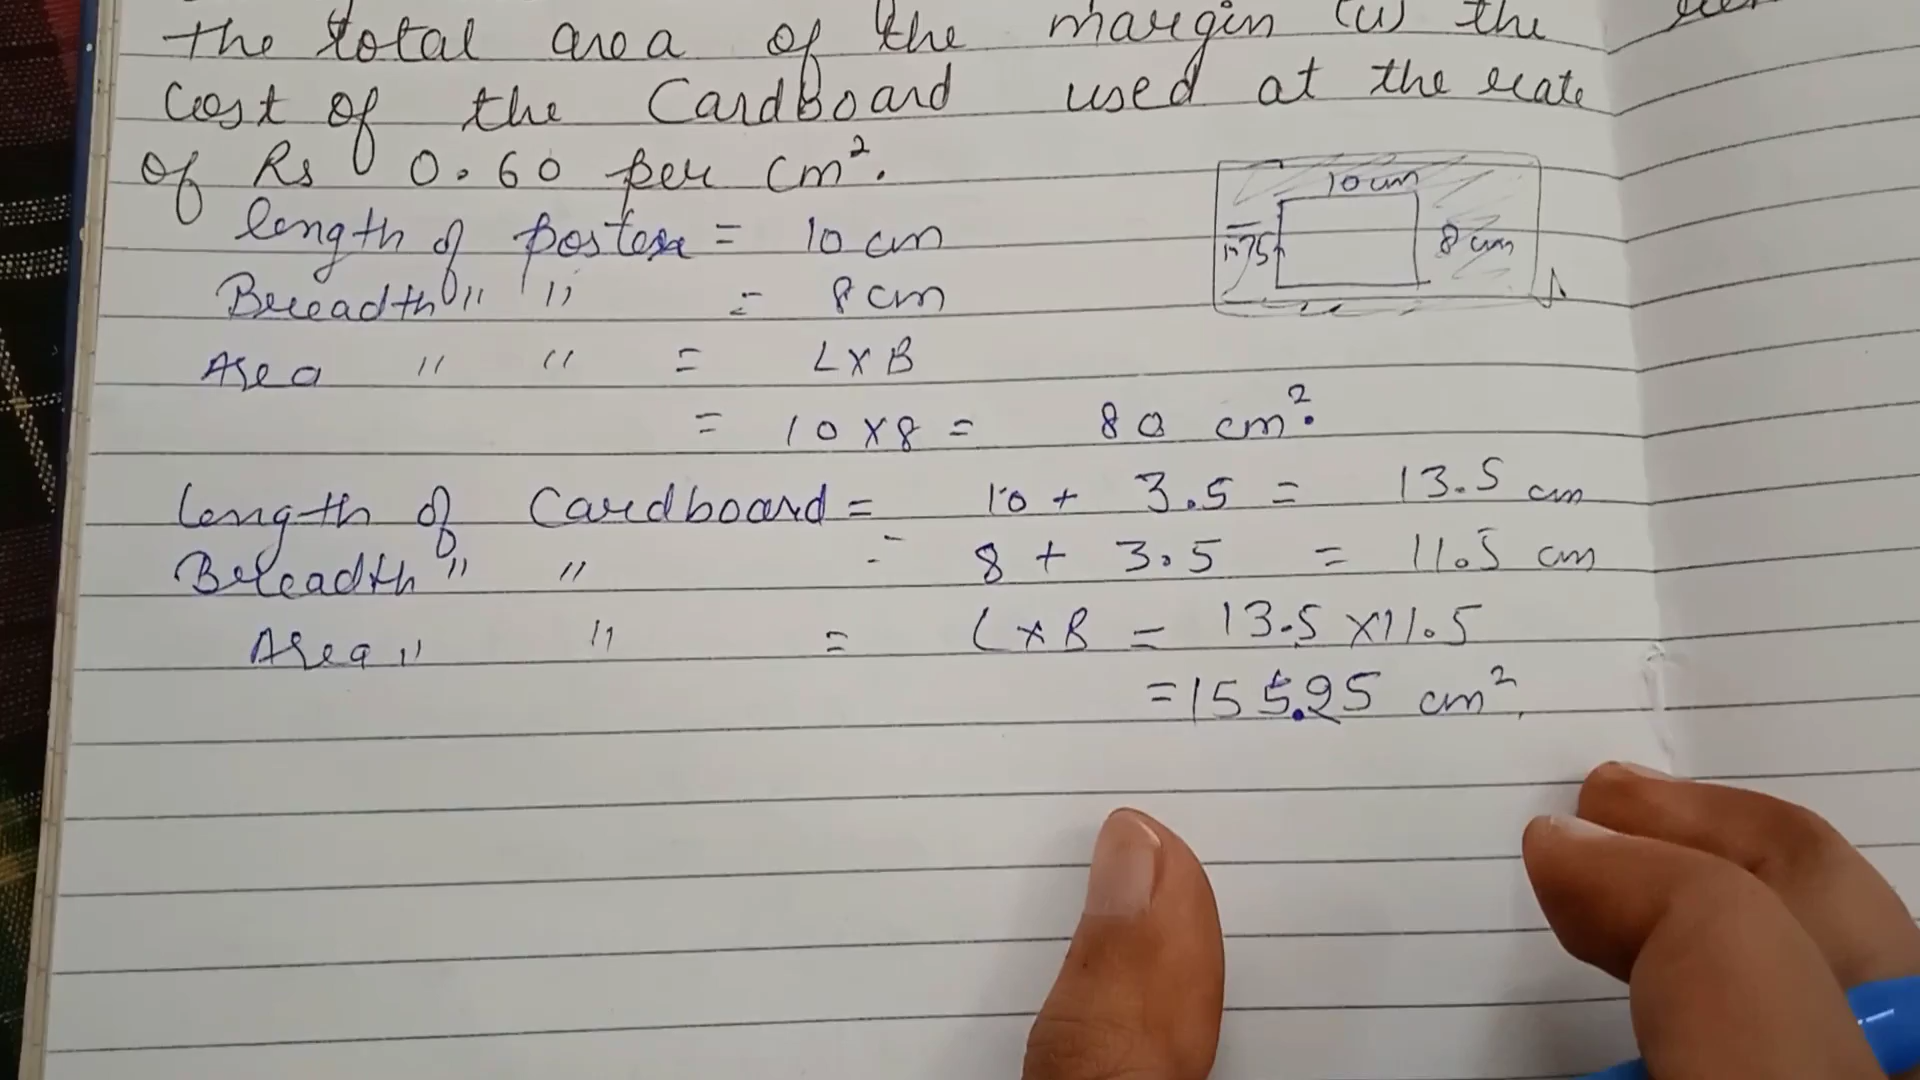 the total area of the margin (ii) the
Cost of the CardBoard used at the rate
of Rs 0.60 per cm².
10 cm
1.75
8 cm
length of poster = 10 cm
Breadth " " = 8 cm
Area " " = L×B
= 10×8 = 80 cm².
Length of Cardboard = 10 + 3.5 = 13.5 cm
Breadth " " = 8 + 3.5 = 11.5 cm
Area " " = L×B = 13.5×11.5
= 155.25 cm².